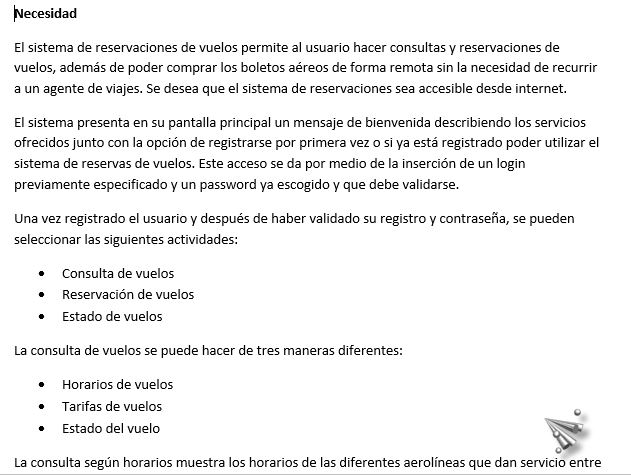 Necesidad
El sistema de reservaciones de vuelos permite al usuario hacer consultas y reservaciones de
vuelos, además de poder comprar los boletos aéreos de forma remota sin la necesidad de recurrir
a un agente de viajes. Se desea que el sistema de reservaciones sea accesible desde internet.
El sistema presenta en su pantalla principal un mensaje de bienvenida describiendo los servicios
ofrecidos junto con la opción de registrarse por primera vez o si ya está registrado poder utilizar el
sistema de reservas de vuelos. Este acceso se da por medio de la inserción de un login
previamente especificado y un password ya escogido y que debe validarse.
Una vez registrado el usuario y después de haber validado su registro y contraseña, se pueden
seleccionar las siguientes actividades:
• Consulta de vuelos
• Reservación de vuelos
• Estado de vuelos
La consulta de vuelos se puede hacer de tres maneras diferentes:
• Horarios de vuelos
• Tarifas de vuelos
• Estado del vuelo
La consulta según horarios muestra los horarios de las diferentes aerolíneas que dan servicio entre